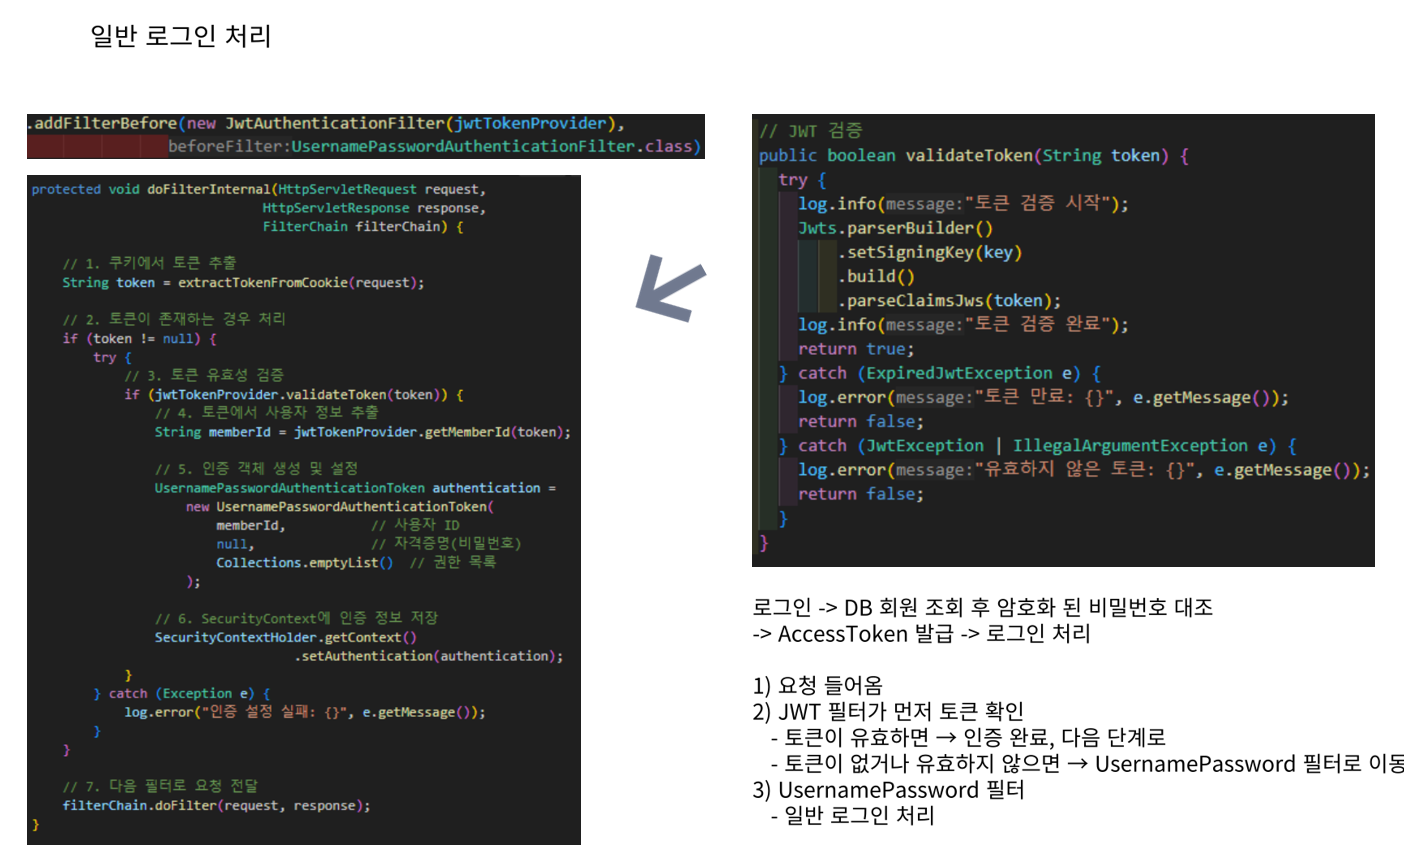 일반 로그인 처리
.addFilterBefore(new JwtAuthenticationFilter(jwtTokenProvider),
beforeFilter:UsernamePasswordAuthenticationFilter.class)
protected void doFilterInternal(HttpServletRequest request,
HttpServletResponse response,
FilterChain filterChain) {
// 1. 쿠키에서 토큰 추출
String token = extractTokenFromCookie(request);
// 2. 토큰이 존재하는 경우 처리
if (token != null) {
try {
// 3. 토큰 유효성 검증
if (jwtTokenProvider.validateToken(token)) {
// 4. 토큰에서 사용자 정보 추출
String memberId = jwtTokenProvider.getMemberId(token);
// 5. 인증 객체 생성 및 설정
UsernamePasswordAuthenticationToken authentication =
new UsernamePasswordAuthenticationToken(
memberId, // 사용자 ID
null, // 자격증명(비밀번호)
Collections.emptyList() // 권한 목록
);
// 6. SecurityContext에 인증 정보 저장
SecurityContextHolder.getContext()
.setAuthentication(authentication);
}
} catch (Exception e) {
log.error("인증 설정 실패: {}", e.getMessage());
}
}
// 7. 다음 필터로 요청 전달
filterChain.doFilter(request, response);
}
// JWT 검증
public boolean validateToken(String token) {
try {
log.info(message:"토큰 검증 시작");
Jwts.parserBuilder()
.setSigningKey(key)
.build()
.parseClaimsJws(token);
log.info(message:"토큰 검증 완료");
return true;
} catch (ExpiredJwtException e) {
log.error(message:"토큰 만료: {}", e.getMessage());
return false;
} catch (JwtException | IllegalArgumentException e) {
log.error(message:"유효하지 않은 토큰: {}", e.getMessage());
return false;
}
}
로그인 -> DB 회원 조회 후 암호화 된 비밀번호 대조
-> AccessToken 발급 -> 로그인 처리
1) 요청 들어옴
2) JWT 필터가 먼저 토큰 확인
- 토큰이 유효하면 → 인증 완료, 다음 단계로
- 토큰이 없거나 유효하지 않으면 → UsernamePassword 필터로 이동
3) UsernamePassword 필터
- 일반 로그인 처리